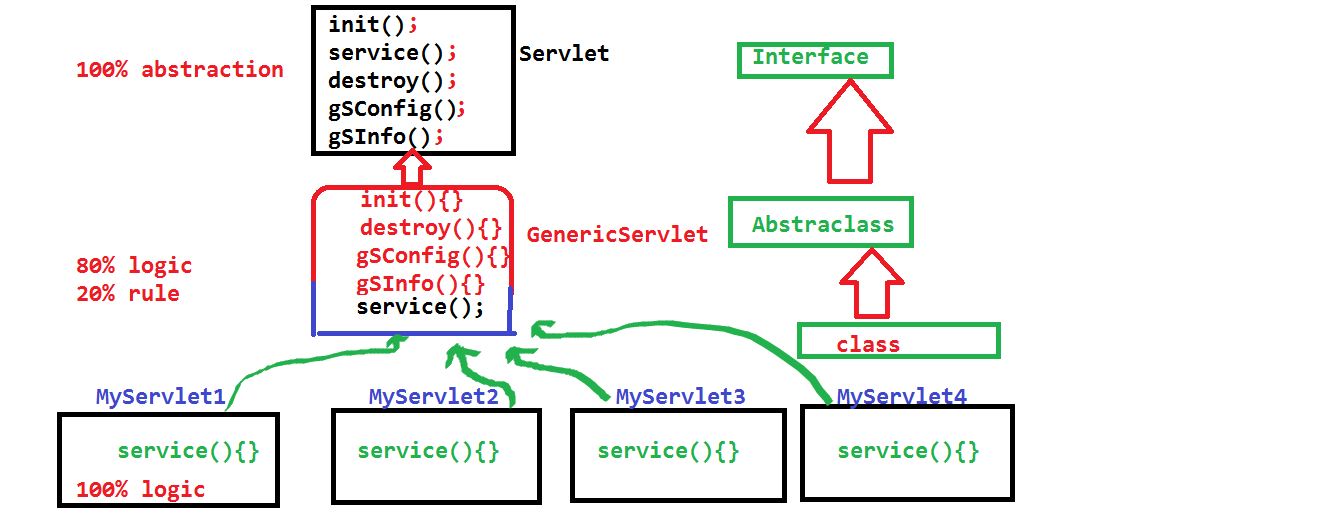 init();
service();
destroy();
gSConfig();
gSInfo();
Servlet
100% abstraction
Interface
init(){}
destroy(){}
gSConfig(){}
gSInfo(){}
service();
GenericServlet
80% logic
20% rule
Abstraclass
class
MyServlet1
MyServlet2
MyServlet3
MyServlet4
service(){}
100% logic
service(){}
service(){}
service(){}